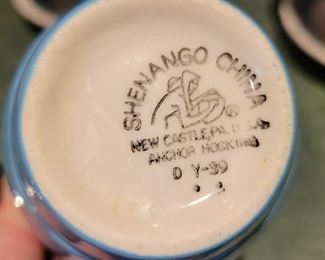 SHENANGO CHINA
®
NEW CASTLE, PA. U.S.A
ANCHOR HOCKING
D Y-39